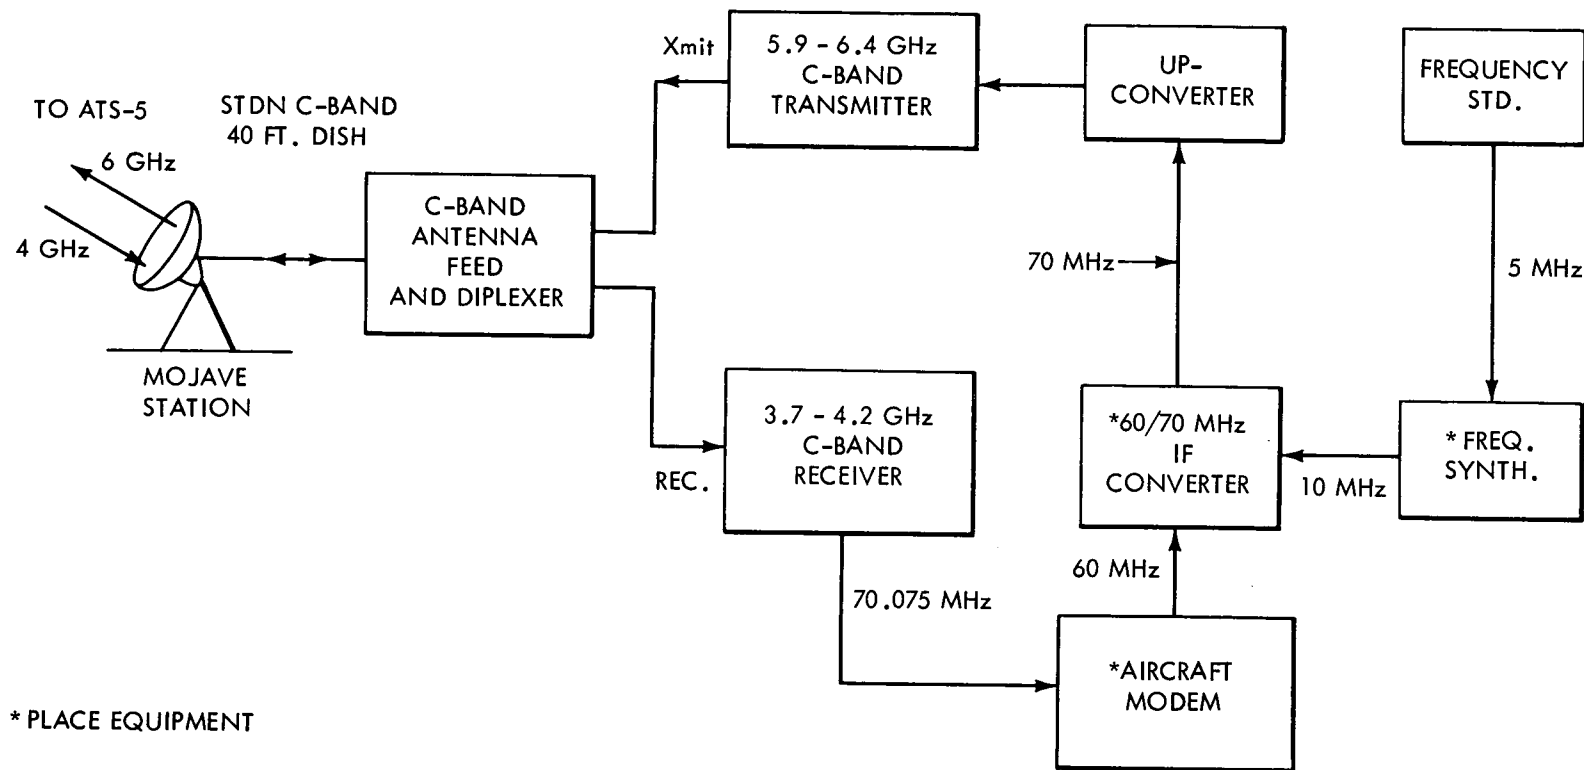 TO ATS-5
6 GHz
4 GHz
STDN C-BAND
40 FT. DISH
MOJAVE
STATION
C-BAND
ANTENNA
FEED
AND DIPLEXER
Xmit
5.9 - 6.4 GHz
C-BAND
TRANSMITTER
UP-
CONVERTER
FREQUENCY
STD.
70 MHz
5 MHz
REC.
3.7 - 4.2 GHz
C-BAND
RECEIVER
*60/70 MHz
IF
CONVERTER
10 MHz
*FREQ.
SYNTH.
70.075 MHz
60 MHz
*AIRCRAFT
MODEM
* PLACE EQUIPMENT